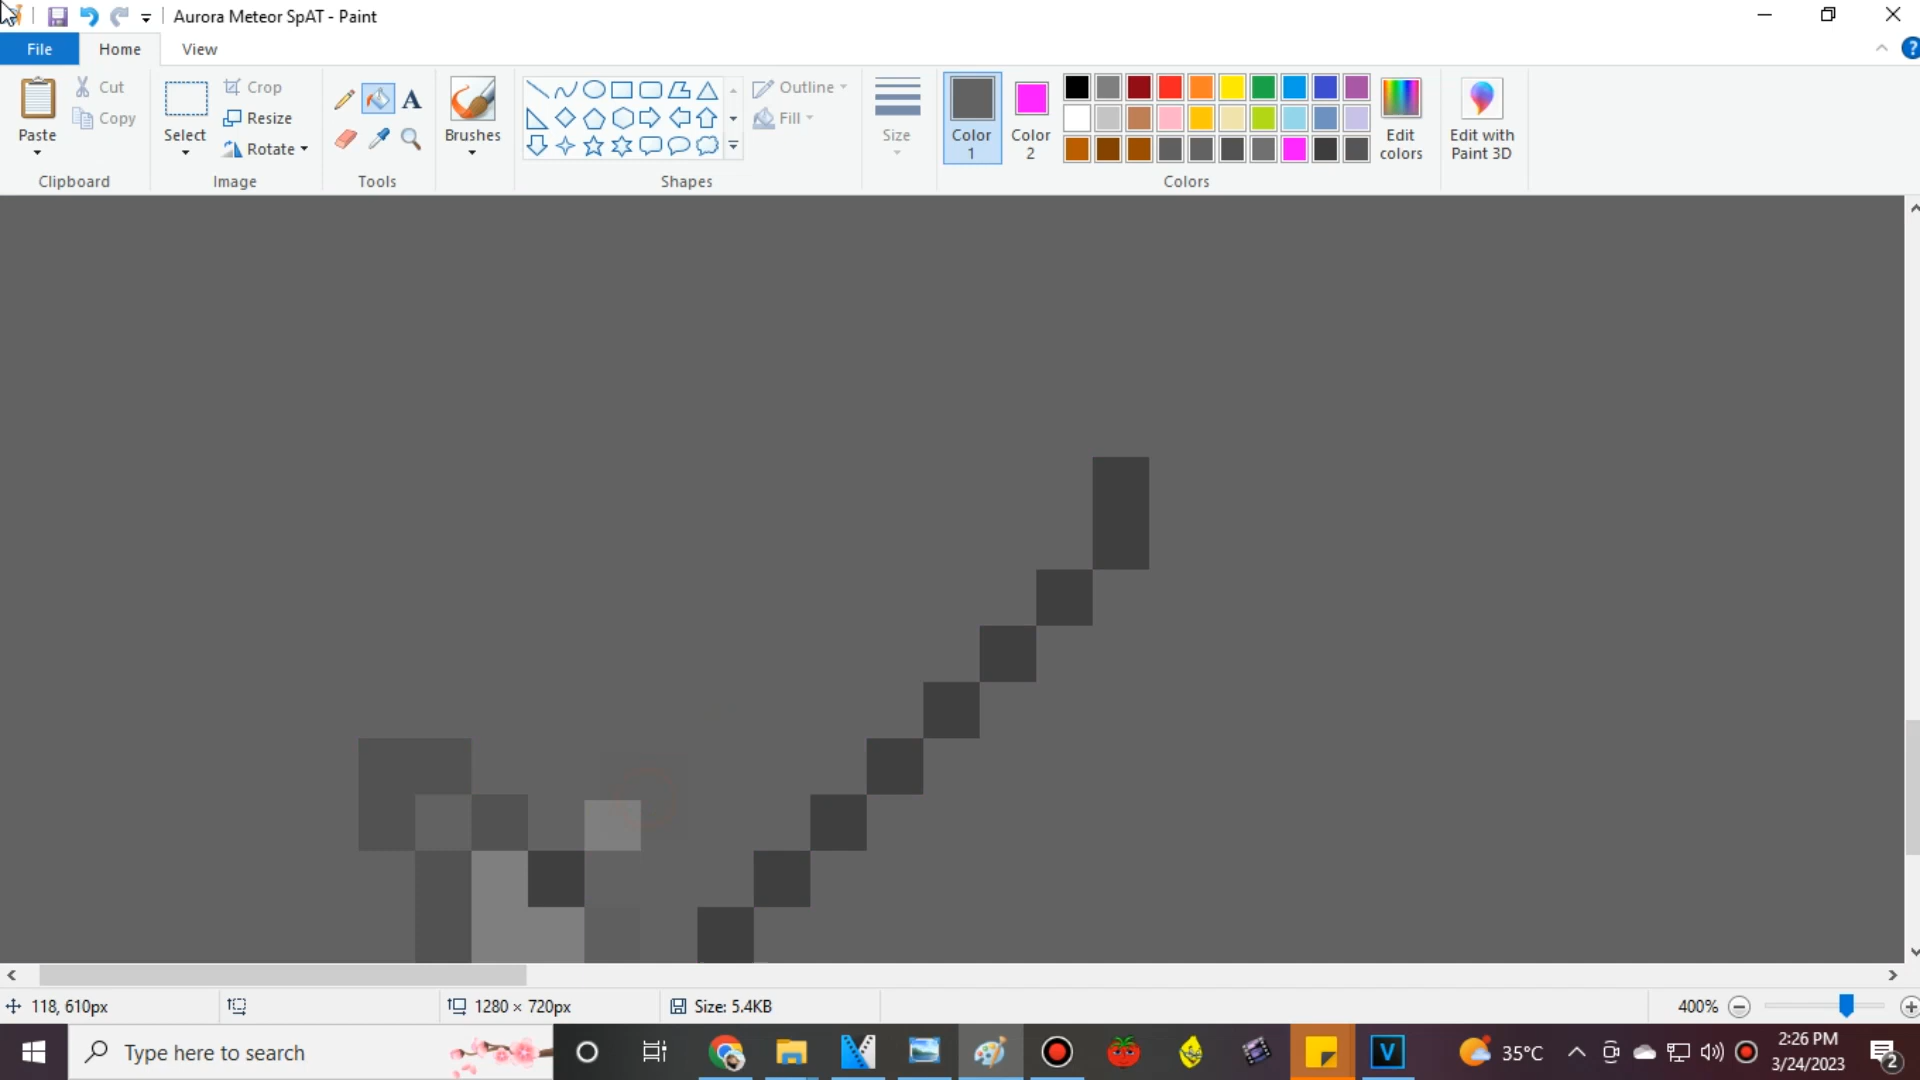 Aurora Meteor SpAT - Paint
File Home View
Paste Cut Copy Clipboard
Select Crop Resize Rotate Image
A
Tools
Brushes
Shapes
Outline Fill
Size
Color 1
Color 2
Colors
Edit colors
Edit with Paint 3D
118, 610px
1280 × 720px
Size: 5.4KB
400%
Type here to search
V
35°C
2:26 PM
3/24/2023
2